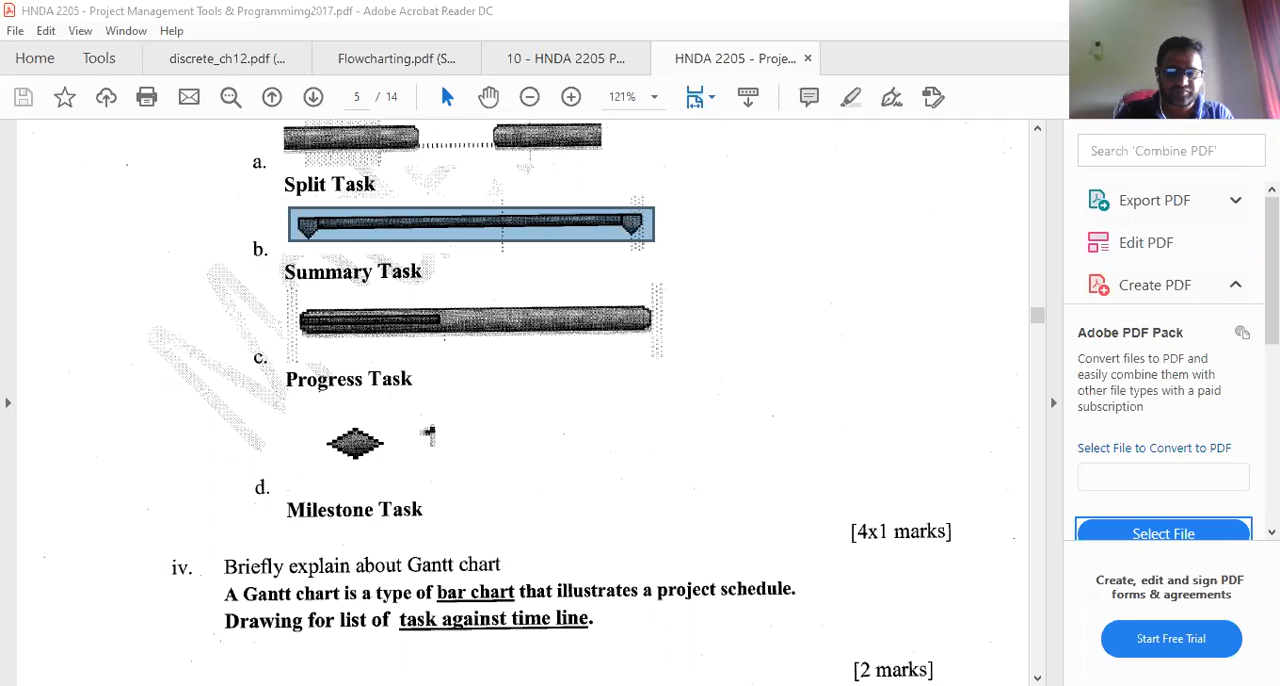 HNDA 2205 - Project Management Tools & Programmimg2017.pdf - Adobe Acrobat Reader DC
File Edit View Window Help
Home Tools discrete_ch12.pdf (... Flowcharting.pdf (S... 10 - HNDA 2205 P... HNDA 2205 - Proje... ×
5 / 14 121%
a.
Split Task
b.
Summary Task
c.
Progress Task
d.
Milestone Task
[4x1 marks]
iv. Briefly explain about Gantt chart
A Gantt chart is a type of bar chart that illustrates a project schedule.
Drawing for list of task against time line.
[2 marks]
Search 'Combine PDF'
Export PDF
Edit PDF
Create PDF
Adobe PDF Pack
Convert files to PDF and
easily combine them with
other file types with a paid
subscription
Select File to Convert to PDF
Select File
Create, edit and sign PDF
forms & agreements
Start Free Trial